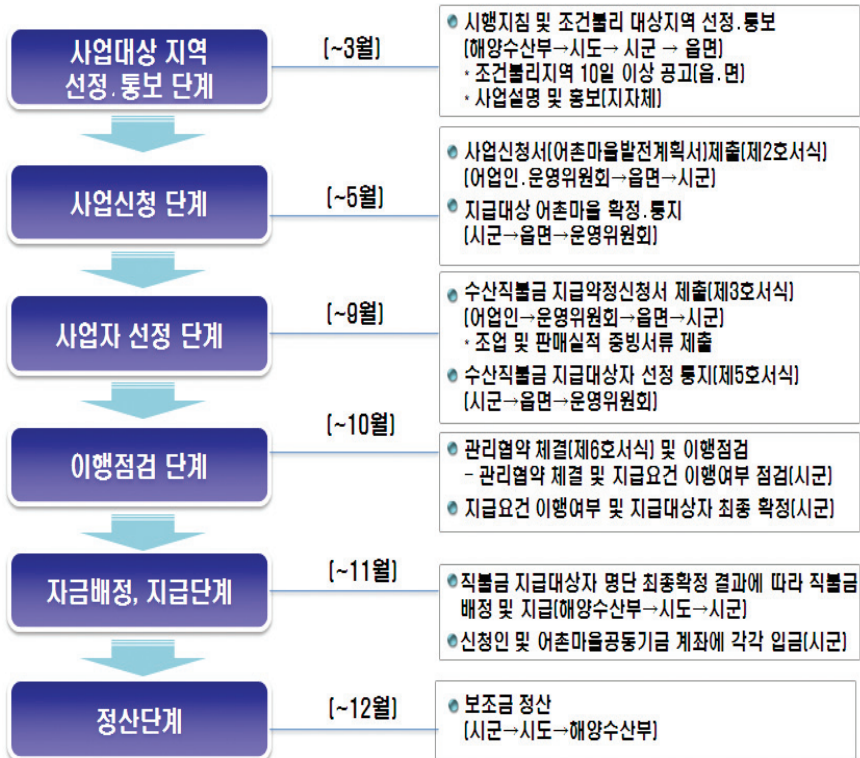 사업대상 지역
선정.통보 단계
(~3월)
시행지침 및 조건불리 대상지역 선정.통보
(해양수산부→시도→ 시군 → 읍면)
* 조건불리지역 10일 이상 공고(읍.면)
* 사업설명 및 홍보(지자체)
사업신청 단계
(~5월)
사업신청서(어촌마을발전계획서)제출(제2호서식)
(어업인.운영위원회→읍면→시군)
지급대상 어촌마을 확정.통지
(시군→읍면→운영위원회)
사업자 선정 단계
(~9월)
수산직불금 지급약정신청서 제출(제3호서식)
(어업인→운영위원회→읍면→시군)
* 조업 및 판매실적 증빙서류 제출
수산직불금 지급대상자 선정 통지(제5호서식)
(시군→읍면→운영위원회)
이행점검 단계
(~10월)
관리협약 체결(제6호서식) 및 이행점검
- 관리협약 체결 및 지급요건 이행여부 점검(시군)
지급요건 이행여부 및 지급대상자 최종 확정(시군)
자금배정, 지급단계
(~11월)
직불금 지급대상자 명단 최종확정 결과에 따라 직불금
배정 및 지급(해양수산부→시도→시군)
신청인 및 어촌마을공동기금 계좌에 각각 입금(시군)
정산단계
(~12월)
보조금 정산
(시군→시도→해양수산부)